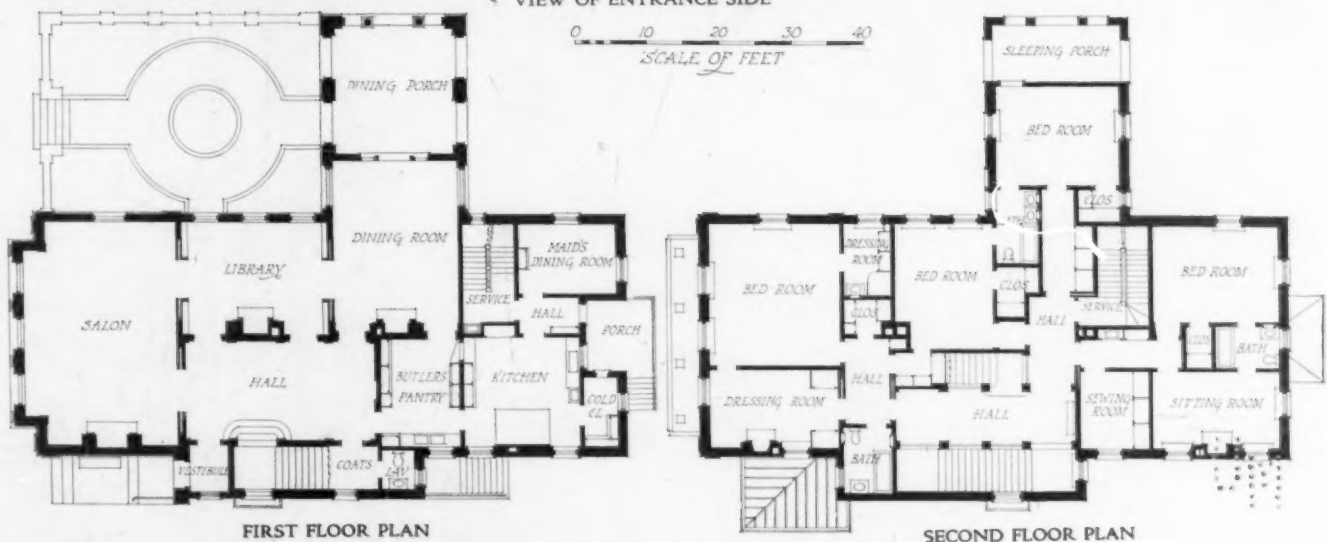 VIEW OF ENTRANCE SIDE
0 10 20 30 40
SCALE OF FEET
DINING PORCH
DINING ROOM
LIBRARY
SALON
HALL
SERVICE
MAID'S
DINING ROOM
HALL
PORCH
BUTLERS
PANTRY
KITCHEN
COLD
CL.
VESTIBULE
COATS
LAV
FIRST FLOOR PLAN
SLEEPING PORCH
BED ROOM
CLOS
DRESSING
ROOM
BED ROOM
BED ROOM
CLOS
CLOS
HALL
SERVICE
BED ROOM
CLOS
BATH
HALL
DRESSING ROOM
HALL
SEWING
ROOM
SITTING ROOM
BATH
SECOND FLOOR PLAN